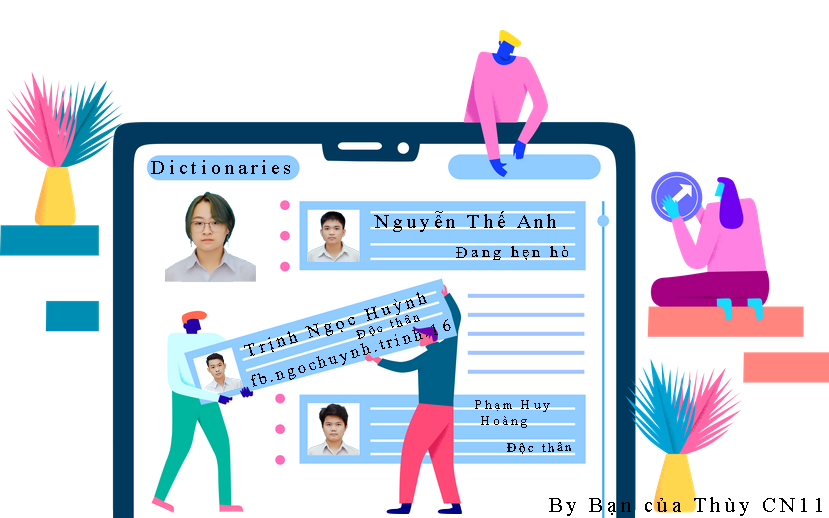 Dictionaries
Nguyễn Thế Anh
Đang hẹn hò
Trịnh Ngọc Huỳnh
Độc thân
fb.ngochuynh.trinh.16
Phạm Huy
Hoàng
Độc thân
By Bạn của Thùy CN11